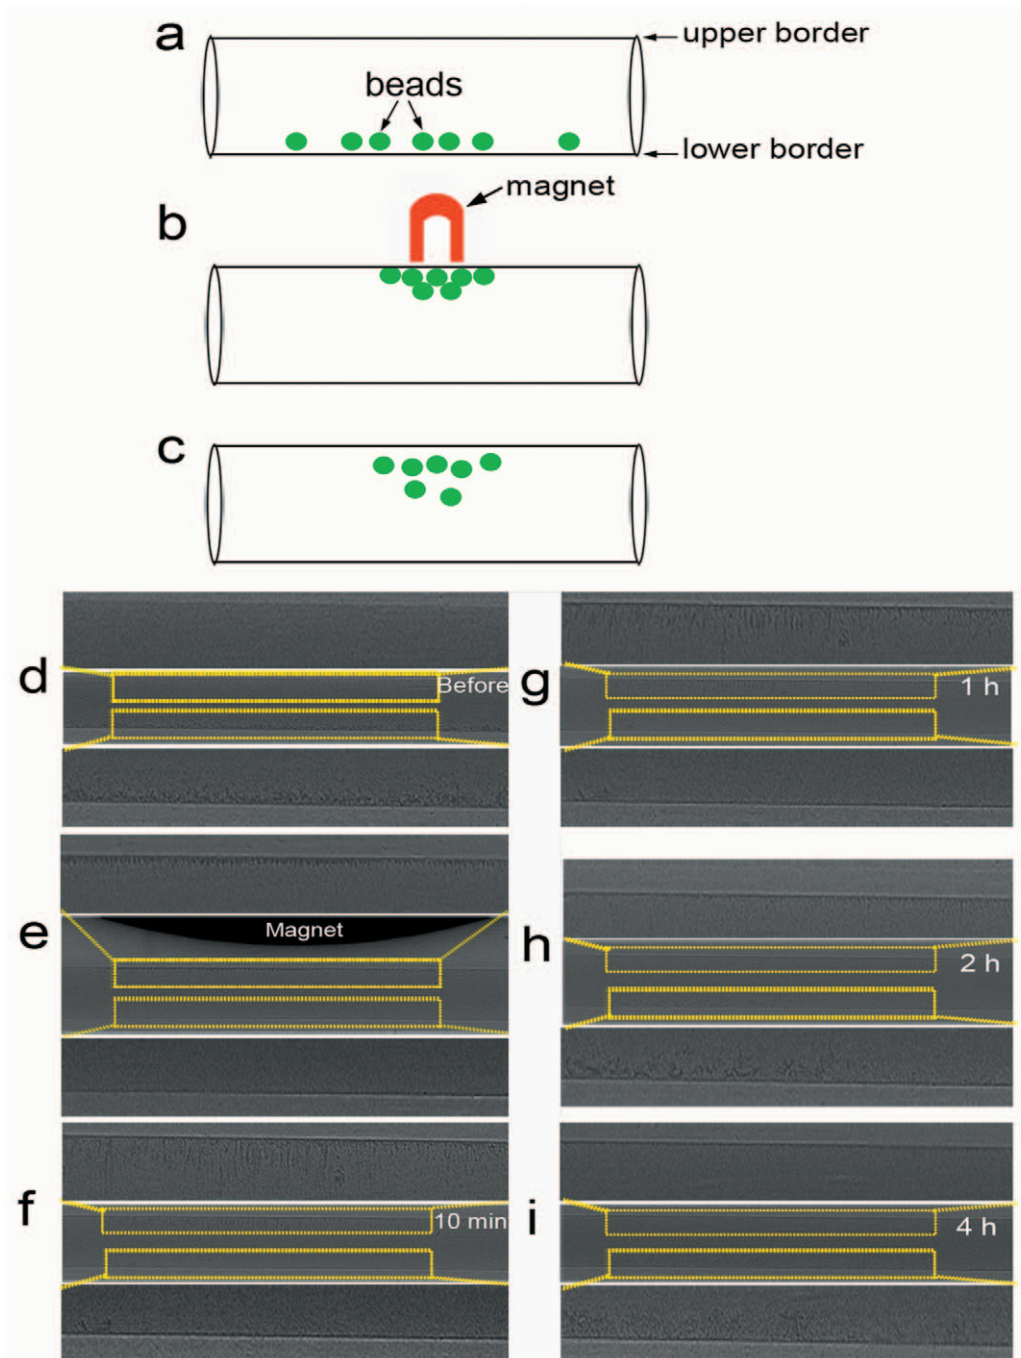 a
upper border
beads
lower border
magnet
b
c
d
Before
g
1 h
e
Magnet
h
2 h
f
10 min
i
4 h